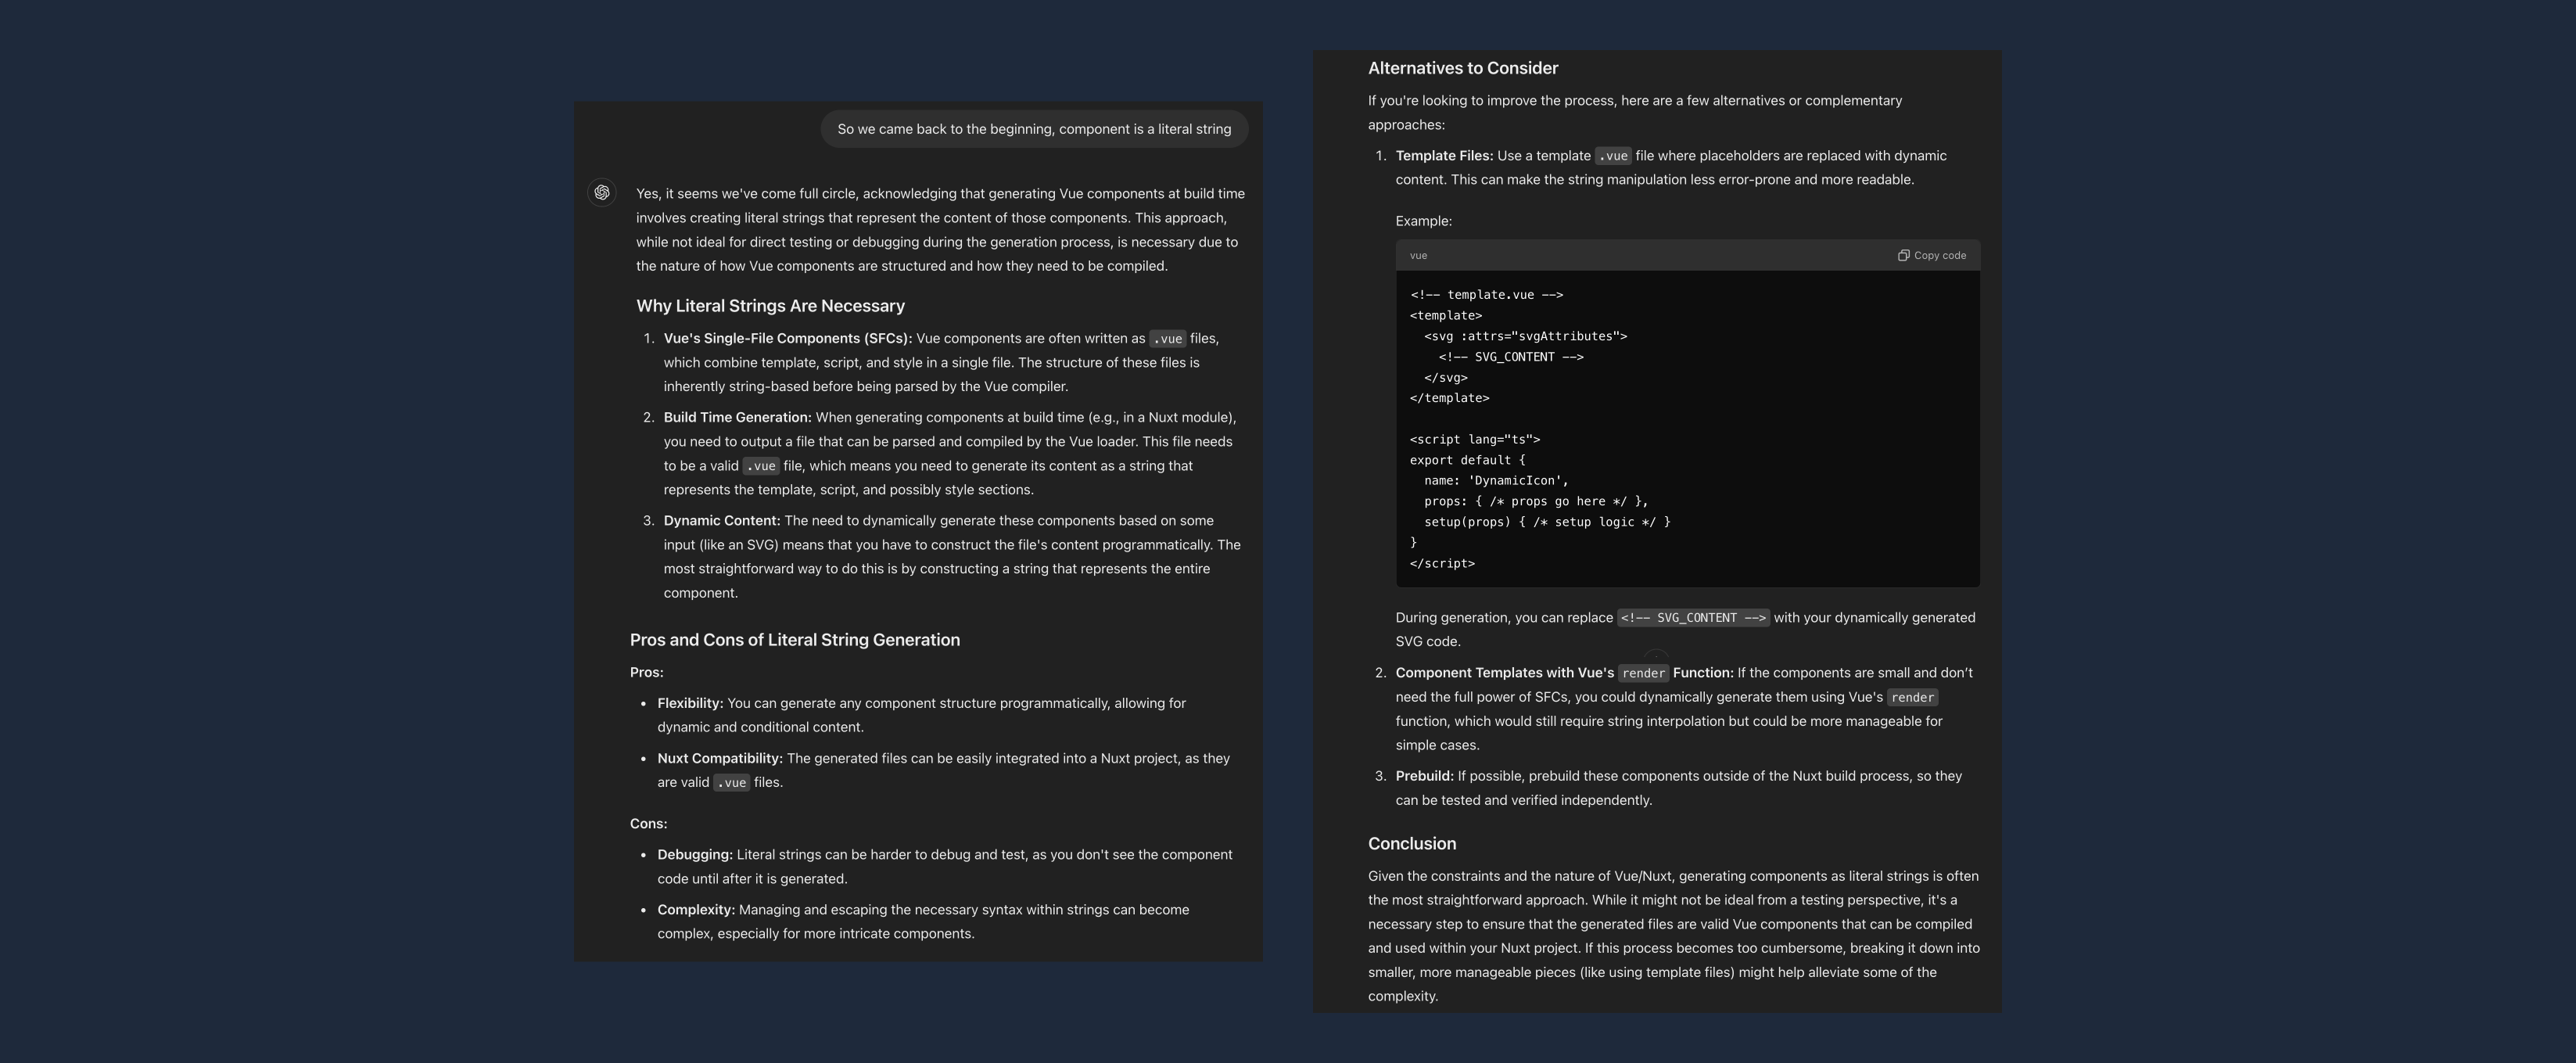 So we came back to the beginning, component is a literal string
Yes, it seems we've come full circle, acknowledging that generating Vue components at build time
involves creating literal strings that represent the content of those components. This approach,
while not ideal for direct testing or debugging during the generation process, is necessary due to
the nature of how Vue components are structured and how they need to be compiled.
Why Literal Strings Are Necessary
1. Vue's Single-File Components (SFCs): Vue components are often written as .vue files,
which combine template, script, and style in a single file. The structure of these files is
inherently string-based before being parsed by the Vue compiler.
2. Build Time Generation: When generating components at build time (e.g., in a Nuxt module),
you need to output a file that can be parsed and compiled by the Vue loader. This file needs
to be a valid .vue file, which means you need to generate its content as a string that
represents the template, script, and possibly style sections.
3. Dynamic Content: The need to dynamically generate these components based on some
input (like an SVG) means that you have to construct the file's content programmatically. The
most straightforward way to do this is by constructing a string that represents the entire
component.
Pros and Cons of Literal String Generation
Pros:
• Flexibility: You can generate any component structure programmatically, allowing for
dynamic and conditional content.
• Nuxt Compatibility: The generated files can be easily integrated into a Nuxt project, as they
are valid .vue files.
Cons:
• Debugging: Literal strings can be harder to debug and test, as you don't see the component
code until after it is generated.
• Complexity: Managing and escaping the necessary syntax within strings can become
complex, especially for more intricate components.
Alternatives to Consider
If you're looking to improve the process, here are a few alternatives or complementary
approaches:
1. Template Files: Use a template .vue file where placeholders are replaced with dynamic
content. This can make the string manipulation less error-prone and more readable.
Example:
vue
Copy code
<!-- template.vue -->
<template>
  <svg :attrs="svgAttributes">
    <!-- SVG_CONTENT -->
  </svg>
</template>
<script lang="ts">
export default {
  name: 'DynamicIcon',
  props: { /* props go here */ },
  setup(props) { /* setup logic */ }
}
</script>
During generation, you can replace <!-- SVG_CONTENT --> with your dynamically generated
SVG code.
2. Component Templates with Vue's render Function: If the components are small and don't
need the full power of SFCs, you could dynamically generate them using Vue's render
function, which would still require string interpolation but could be more manageable for
simple cases.
3. Prebuild: If possible, prebuild these components outside of the Nuxt build process, so they
can be tested and verified independently.
Conclusion
Given the constraints and the nature of Vue/Nuxt, generating components as literal strings is often
the most straightforward approach. While it might not be ideal from a testing perspective, it's a
necessary step to ensure that the generated files are valid Vue components that can be compiled
and used within your Nuxt project. If this process becomes too cumbersome, breaking it down into
smaller, more manageable pieces (like using template files) might help alleviate some of the
complexity.